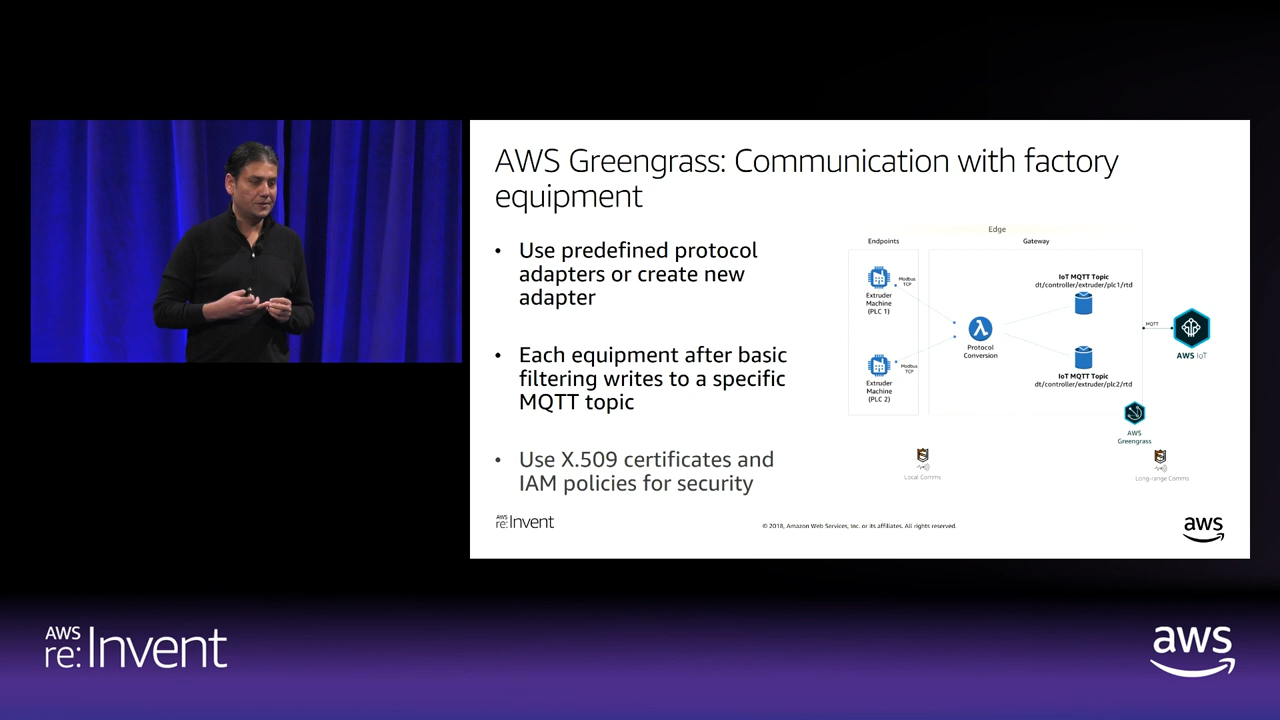 AWS Greengrass: Communication with factory
equipment
• Use predefined protocol
adapters or create new
adapter
• Each equipment after basic
filtering writes to a specific
MQTT topic
• Use X.509 certificates and
IAM policies for security
Edge
Endpoints
Gateway
Extruder
Machine
(PLC 1)
Modbus
TCP
Extruder
Machine
(PLC 2)
Modbus
TCP
λ
Protocol
Conversion
IoT MQTT Topic
dt/controller/extruder/plc1/rtd
IoT MQTT Topic
dt/controller/extruder/plc2/rtd
MQTT
AWS IoT
AWS
Greengrass
Local Comms
Long-range Comms
AWS
re:Invent
© 2018, Amazon Web Services, Inc. or its affiliates. All rights reserved.
aws
AWS
re:Invent
aws